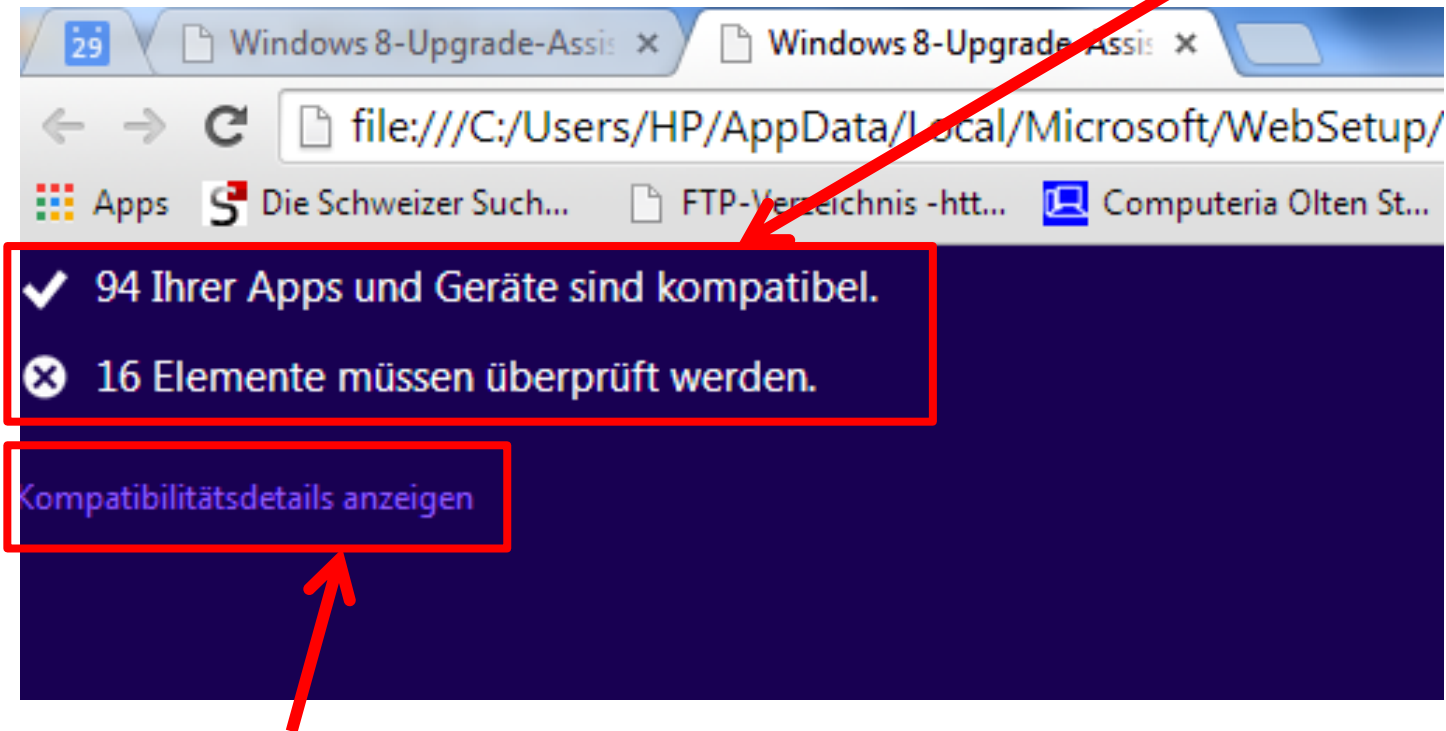 29 Windows 8-Upgrade-Assis Windows 8-Upgrade-Assis
file:///C:/Users/HP/AppData/Local/Microsoft/WebSetup/
Apps Die Schweizer Such... FTP-Verzeichnis -htt... Computeria Olten St...
94 Ihrer Apps und Geräte sind kompatibel.
16 Elemente müssen überprüft werden.
Kompatibilitätsdetails anzeigen